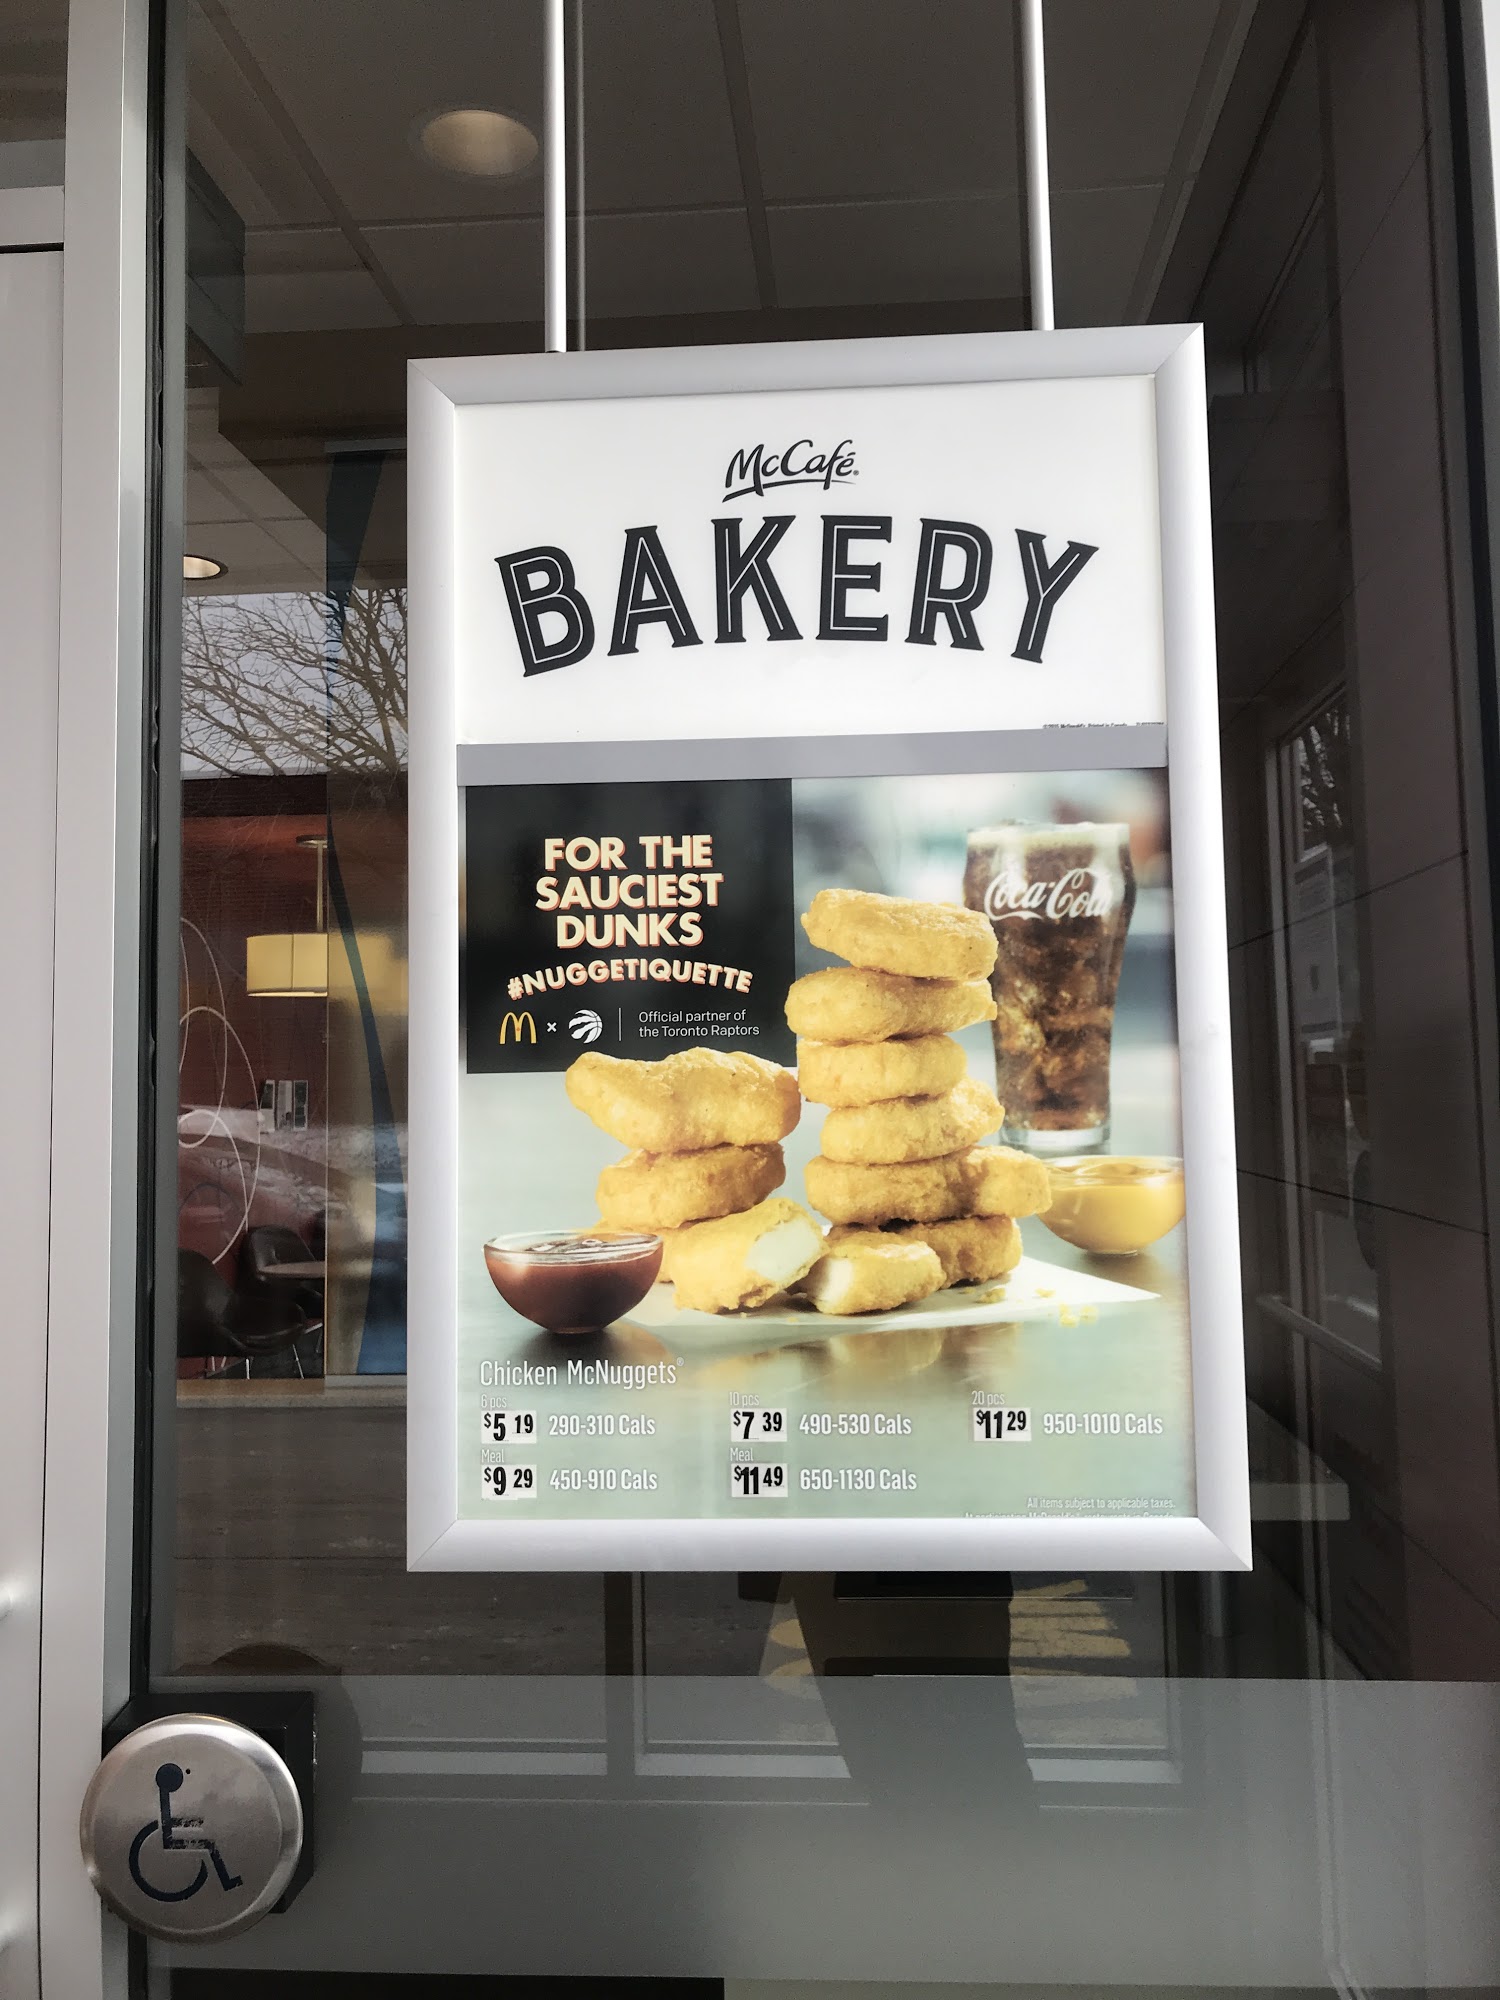 McCafé®
BAKERY
FOR THE
SAUCIEST
DUNKS
#NUGGETIQUETTE
Official partner of
the Toronto Raptors
Coca-Cola
Chicken McNuggets®
6 pcs
$5 19 290-310 Cals
Meal
$9 29 450-910 Cals
10 pcs
$7 39 490-530 Cals
Meal
$11 49 650-1130 Cals
20 pcs
$11 29 950-1010 Cals
All items subject to applicable taxes.